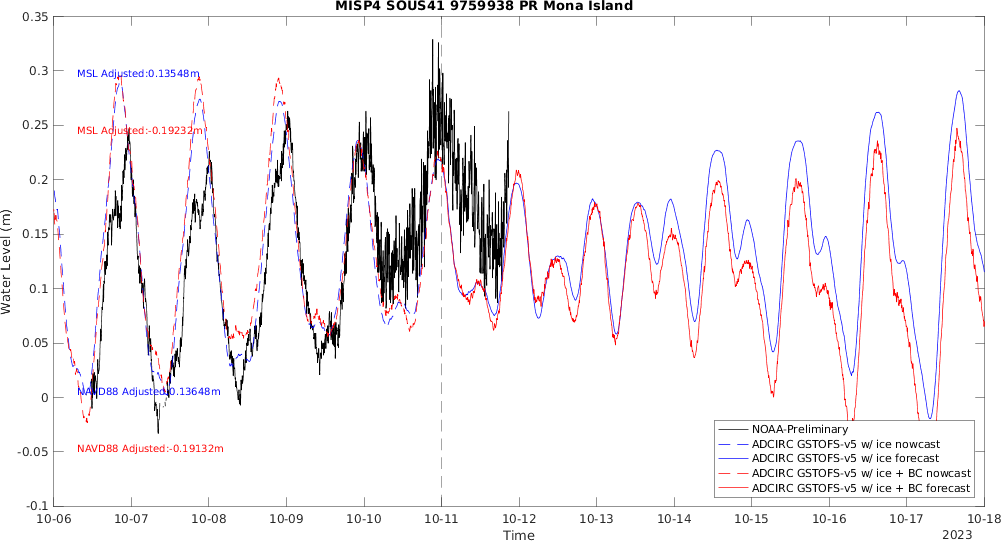 MISP4 SOUS41 9759938 PR Mona Island
0.35
0.3
0.25
0.2
0.15
0.1
0.05
0
-0.05
-0.1
Water Level (m)
MSL Adjusted:0.13548m
MSL Adjusted:-0.19232m
NAVD88 Adjusted:0.13648m
NAVD88 Adjusted:-0.19132m
NOAA-Preliminary
ADCIRC GSTOFS-v5 w/ ice nowcast
ADCIRC GSTOFS-v5 w/ ice forecast
ADCIRC GSTOFS-v5 w/ ice + BC nowcast
ADCIRC GSTOFS-v5 w/ ice + BC forecast
10-06 10-07 10-08 10-09 10-10 10-11 10-12 10-13 10-14 10-15 10-16 10-17 10-18
Time
2023